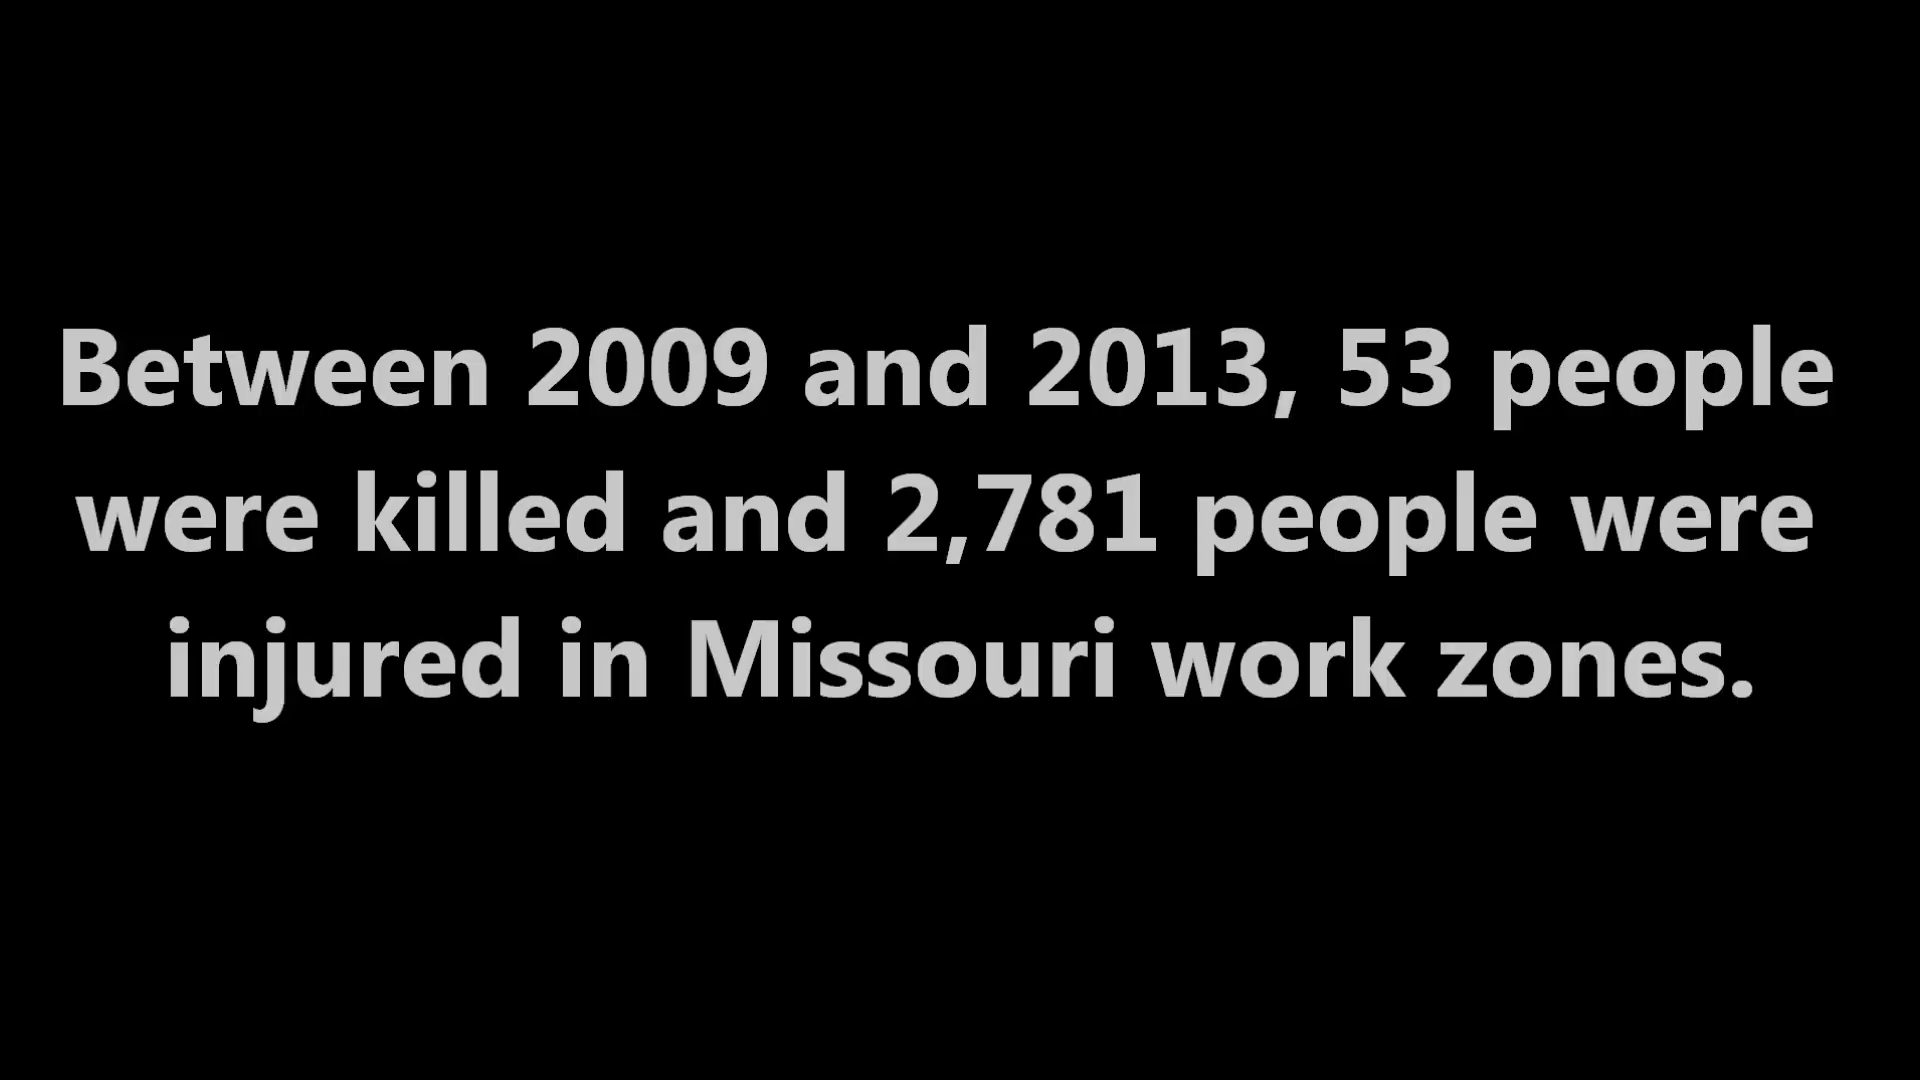 Between 2009 and 2013, 53 people
were killed and 2,781 people were
injured in Missouri work zones.